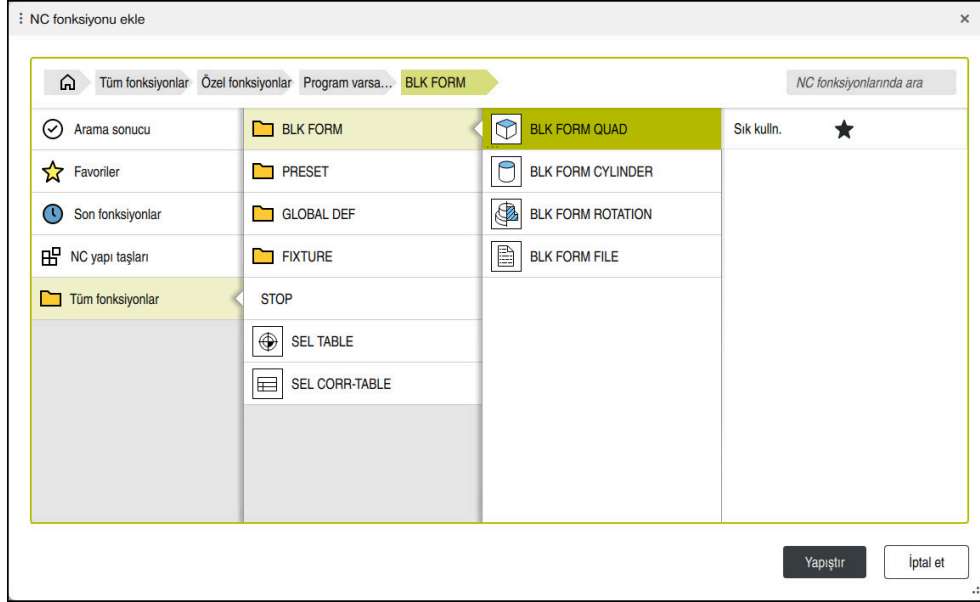 NC fonksiyonu ekle
Tüm fonksiyonlar Özel fonksiyonlar Program varsa... BLK FORM NC fonksiyonlarında ara
Arama sonucu
Favoriler
Son fonksiyonlar
NC yapı taşları
Tüm fonksiyonlar
BLK FORM
PRESET
GLOBAL DEF
FIXTURE
STOP
SEL TABLE
SEL CORR-TABLE
BLK FORM QUAD
BLK FORM CYLINDER
BLK FORM ROTATION
BLK FORM FILE
Sık kulln.
Yapıştır İptal et